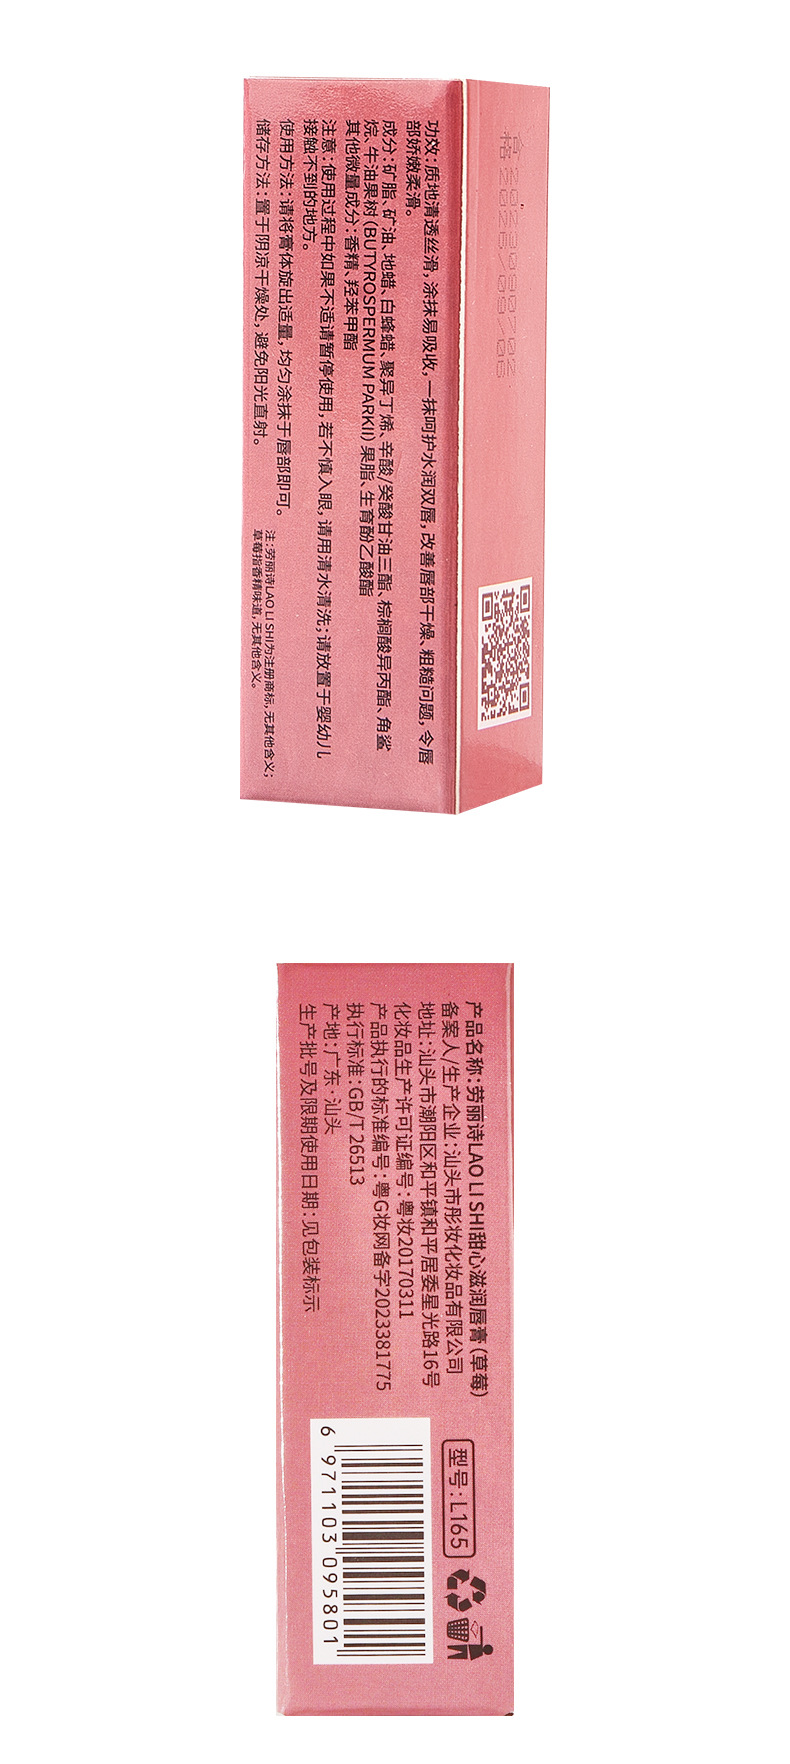 功效:质地清透丝滑,涂抹易吸收,一抹呵护水润双唇,改善唇部干燥、粗糙问题,令唇
部娇嫩柔滑。
成分:矿脂、矿油、地蜡、白蜂蜡、聚异丁烯、辛酸/癸酸甘油三酯、棕榈酸异丙酯、角鲨
烷、牛油果树(BUTYROSPERMUM PARKII)果脂、生育酚乙酸酯
其他微量成分:香精、羟苯甲酯
注意:使用过程中如果不适请暂停使用,若不慎入眼,请用清水清洗;请放置于婴幼儿
接触不到的地方。
使用方法:请将膏体旋出适量,均匀涂抹于唇部即可。
储存方法:置于阴凉干燥处,避免阳光直射。
注:劳丽诗LAO LI SHI为注册商标,无其他含义;
草莓指香精味道,无其他含义。
合
格 2026/09/06
产品名称:劳丽诗LAO LI SHI甜心滋润唇膏(草莓)
备案人/生产企业:汕头市彤妆化妆品有限公司
地址:汕头市潮阳区和平镇和平居委星光路16号
化妆品生产许可证编号:粤妆20170311
产品执行的标准编号:粤G妆网备字2023381775
执行标准:GB/T 26513
产地:广东·汕头
生产批号及限期使用日期:见包装标示
型号:L165
6 971103 095801